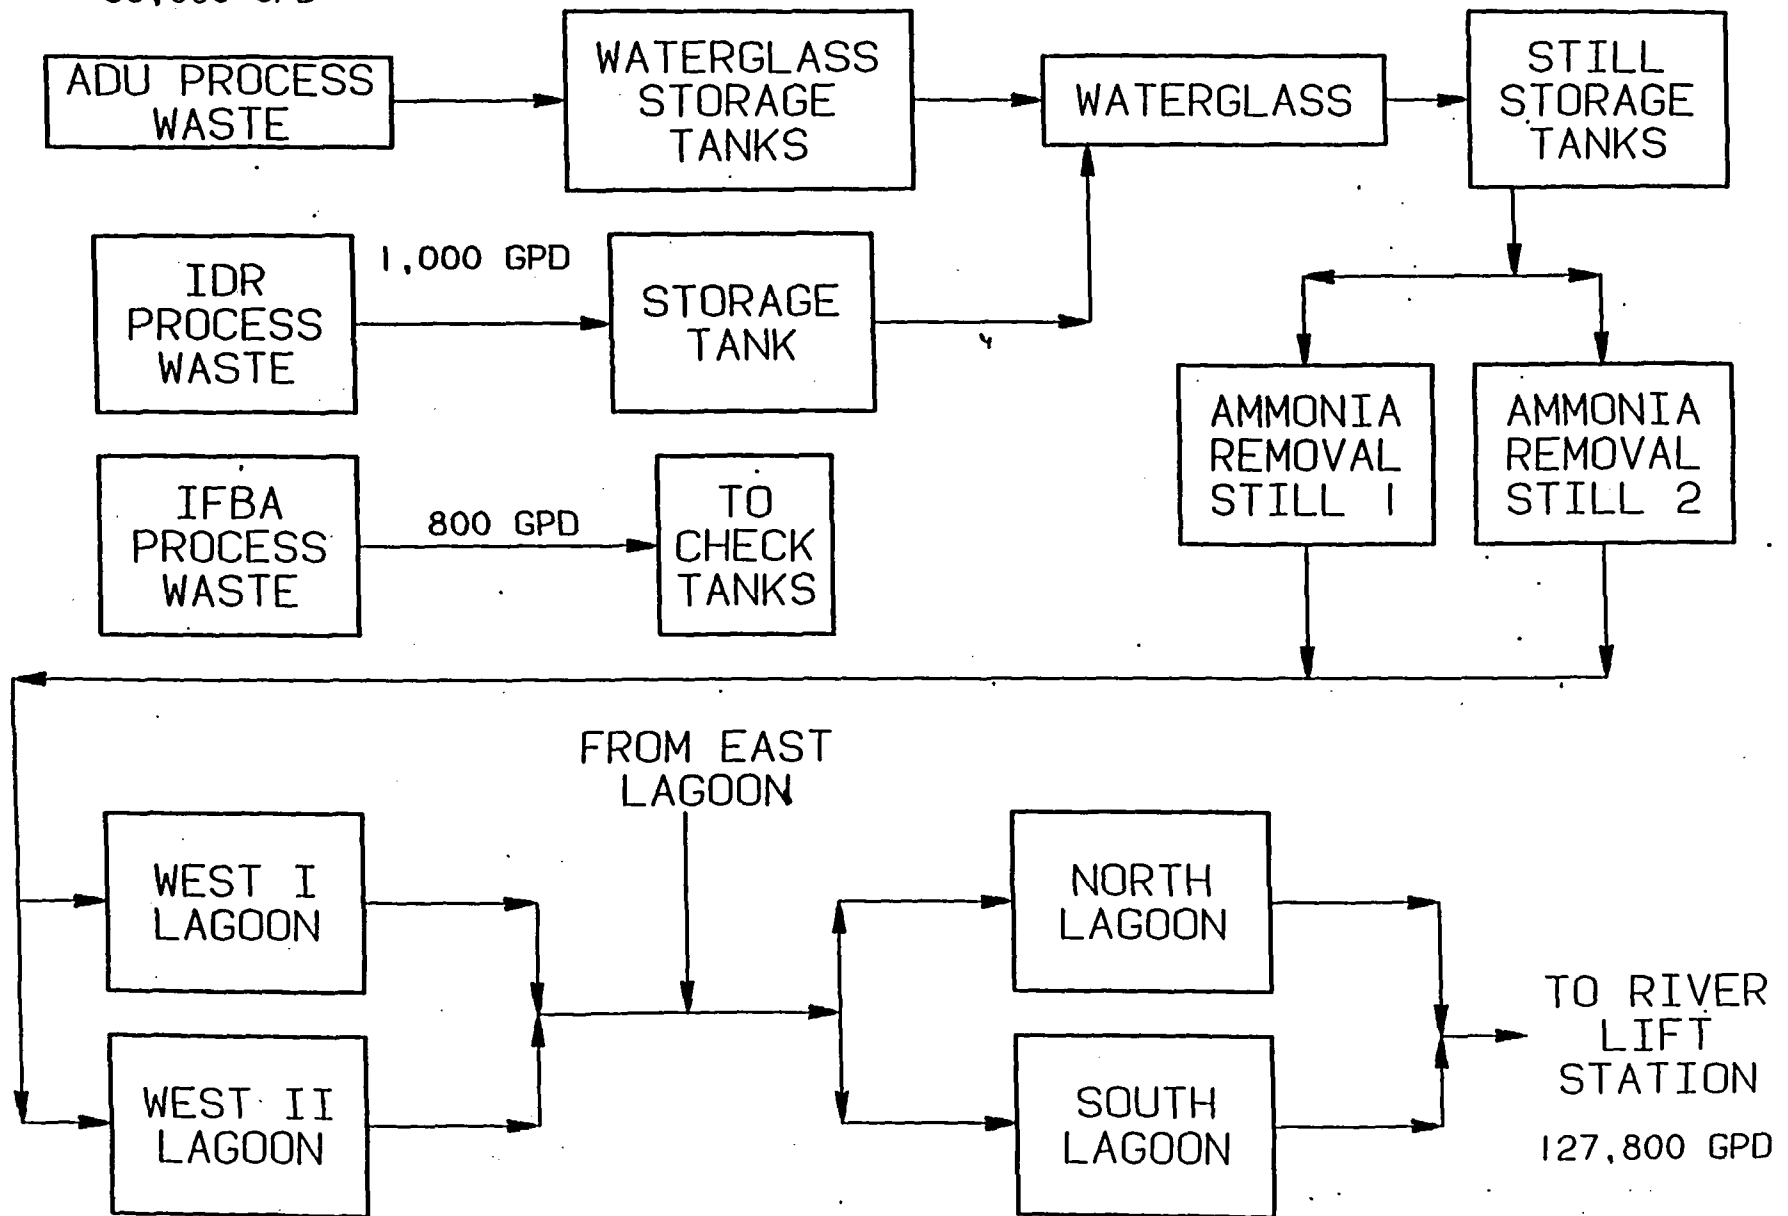 ADU PROCESS
WASTE
WATERGLASS
STORAGE
TANKS
WATERGLASS
STILL
STORAGE
TANKS
IDR
PROCESS
WASTE
1,000 GPD
STORAGE
TANK
AMMONIA
REMOVAL
STILL 1
AMMONIA
REMOVAL
STILL 2
IFBA
PROCESS
WASTE
800 GPD
TO
CHECK
TANKS
FROM EAST
LAGOON
WEST I
LAGOON
NORTH
LAGOON
WEST II
LAGOON
SOUTH
LAGOON
TO RIVER
LIFT
STATION
127,800 GPD